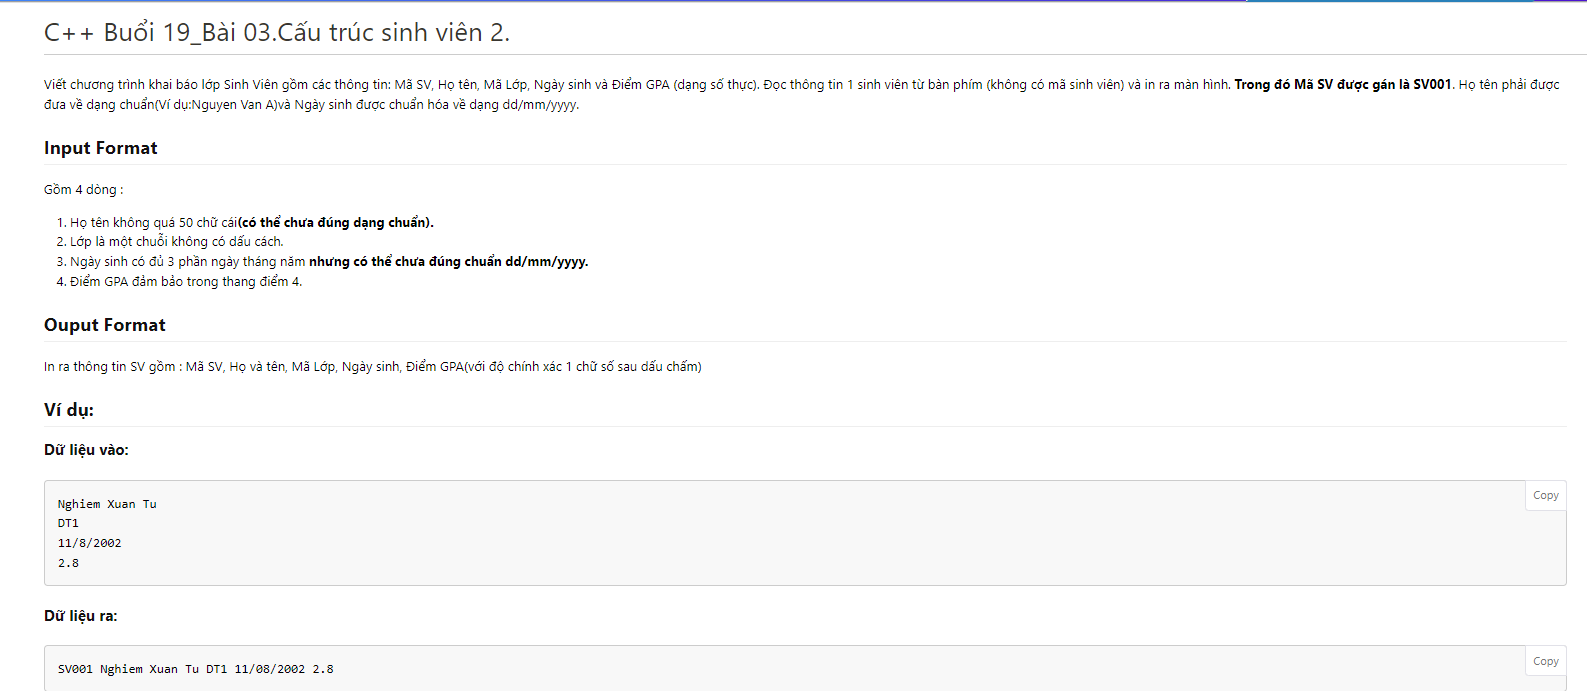 C++ Buổi 19_Bài 03.Cấu trúc sinh viên 2.
Viết chương trình khai báo lớp Sinh Viên gồm các thông tin: Mã SV, Họ tên, Mã Lớp, Ngày sinh và Điểm GPA (dạng số thực). Đọc thông tin 1 sinh viên từ bàn phím (không có mã sinh viên) và in ra màn hình. Trong đó Mã SV được gán là SV001. Họ tên phải được
đưa về dạng chuẩn(Ví dụ:Nguyen Van A)và Ngày sinh được chuẩn hóa về dạng dd/mm/yyyy.
Input Format
Gồm 4 dòng :
1. Họ tên không quá 50 chữ cái(có thể chưa đúng dạng chuẩn).
2. Lớp là một chuỗi không có dấu cách.
3. Ngày sinh có đủ 3 phần ngày tháng năm nhưng có thể chưa đúng chuẩn dd/mm/yyyy.
4. Điểm GPA đảm bảo trong thang điểm 4.
Ouput Format
In ra thông tin SV gồm : Mã SV, Họ và tên, Mã Lớp, Ngày sinh, Điểm GPA(với độ chính xác 1 chữ số sau dấu chấm)
Ví dụ:
Dữ liệu vào:
Copy
Nghiem Xuan Tu
DT1
11/8/2002
2.8
Dữ liệu ra:
Copy
SV001 Nghiem Xuan Tu DT1 11/08/2002 2.8